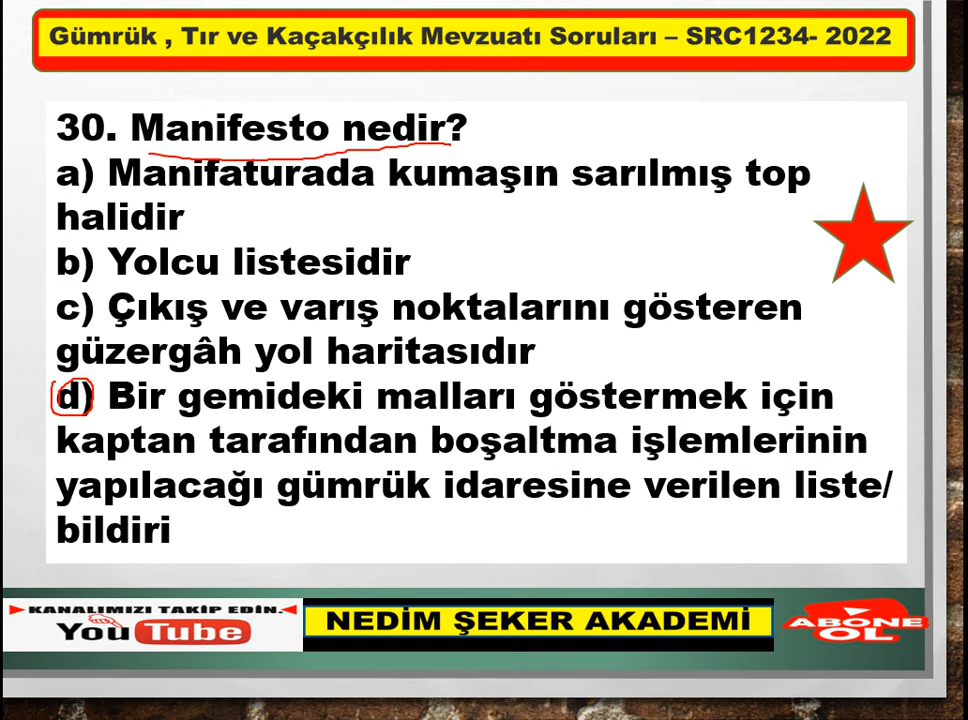 Gümrük , Tır ve Kaçakçılık Mevzuatı Soruları – SRC1234- 2022
30. Manifesto nedir?
a) Manifaturada kumaşın sarılmış top
halidir
b) Yolcu listesidir
c) Çıkış ve varış noktalarını gösteren
güzergâh yol haritasıdır
d) Bir gemideki malları göstermek için
kaptan tarafından boşaltma işlemlerinin
yapılacağı gümrük idaresine verilen liste/
bildiri
KANALIMIZI TAKİP EDİN.
You Tube
NEDİM ŞEKER AKADEMİ
ABONE
OL